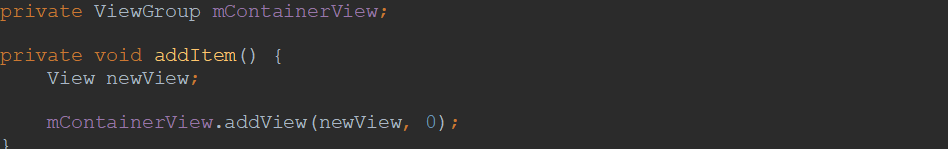 private ViewGroup mContainerView;
private void addItem() {
View newView;
mContainerView.addView(newView, 0);
}